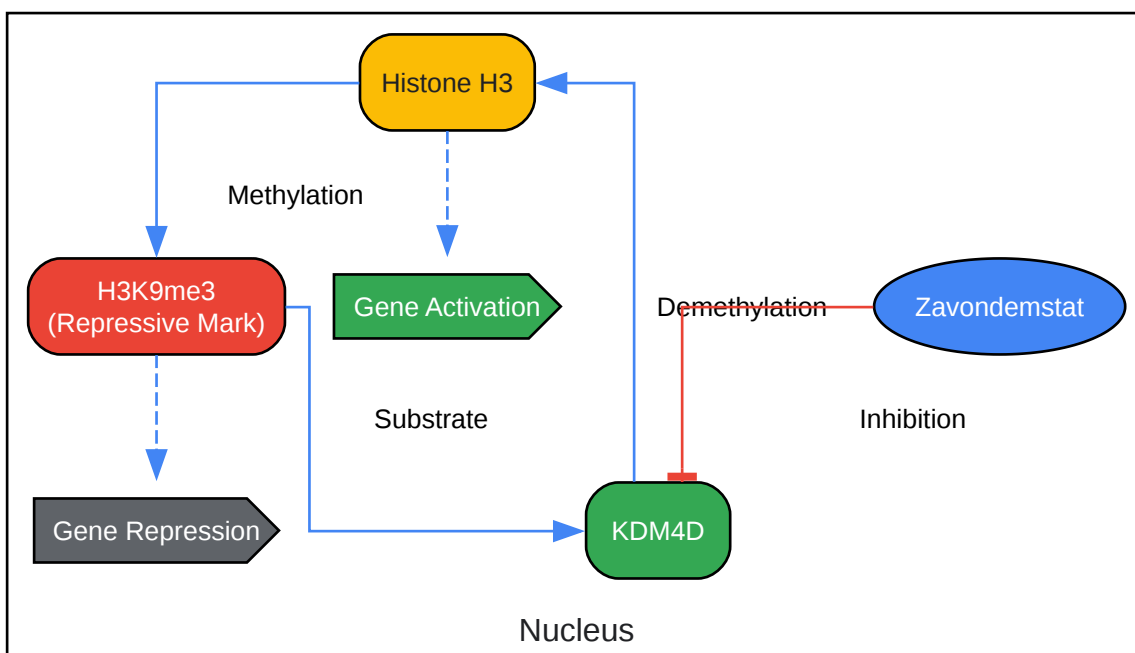 Histone H3
Methylation
H3K9me3
(Repressive Mark)
Gene Activation
Demethylation
Zavondemstat
Substrate
Inhibition
Gene Repression
KDM4D
Nucleus